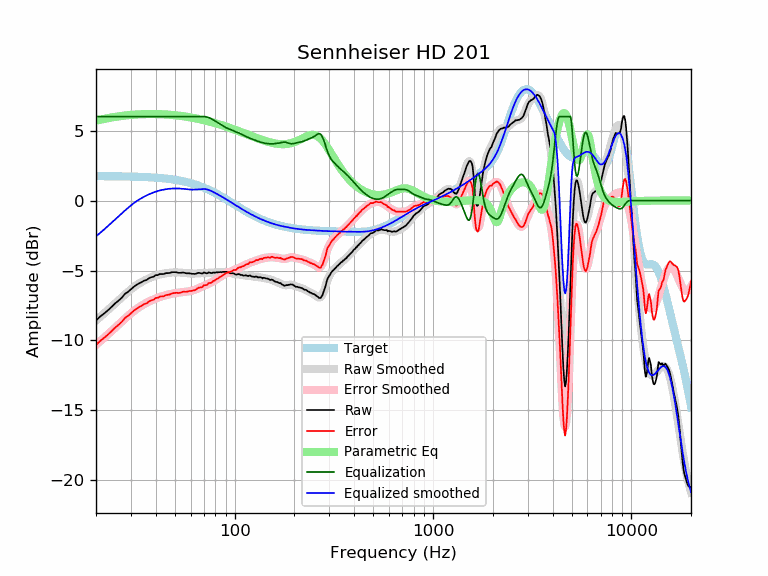 Sennheiser HD 201
Amplitude (dBr)
5
0
−5
−10
−15
−20
Target
Raw Smoothed
Error Smoothed
Raw
Error
Parametric Eq
Equalization
Equalized smoothed
100
1000
10000
Frequency (Hz)